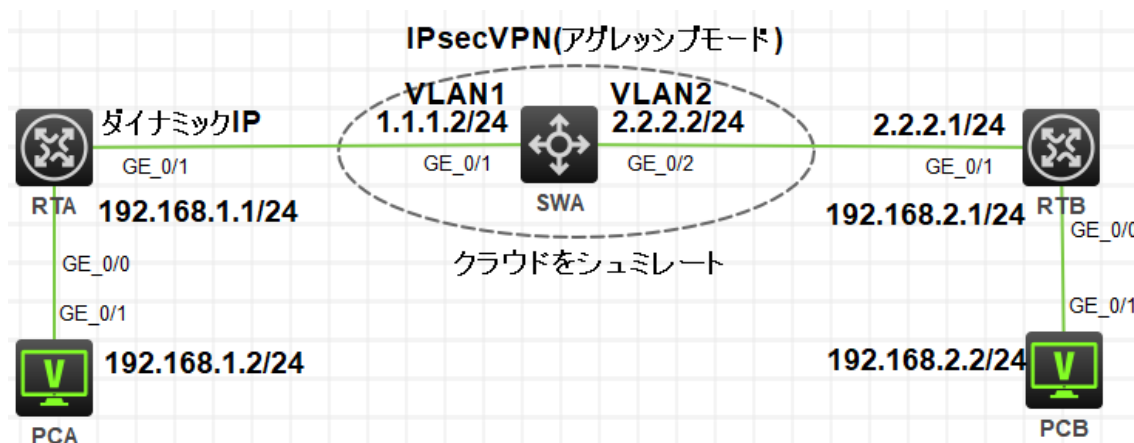 IPsecVPN(アグレッシブモード)
VLAN1
VLAN2
ダイナミックIP
1.1.1.2/24
2.2.2.2/24
2.2.2.1/24
GE_0/1
GE_0/1
GE_0/2
GE_0/1
RTA
192.168.1.1/24
SWA
192.168.2.1/24
RTB
GE_0/0
クラウドをシュミレート
GE_0/0
GE_0/1
GE_0/1
192.168.1.2/24
192.168.2.2/24
V
V
PCA
PCB